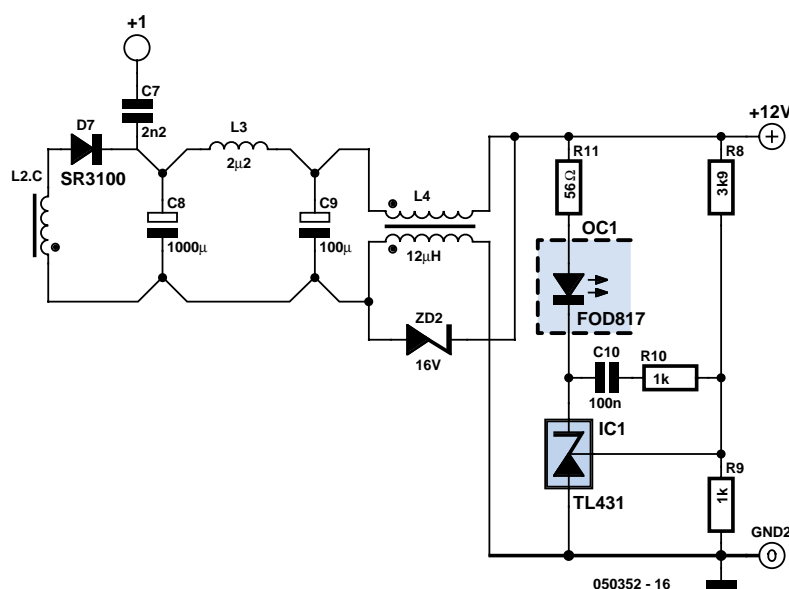 +1
C7
2n2
D7
SR3100
L2.C
L3
2μ2
C8
1000μ
C9
100μ
L4
12μH
ZD2
16V
+12V
R11
56Ω
R8
3k9
OC1
FOD817
C10
100n
R10
1k
IC1
TL431
R9
1k
GND2
0
050352 - 16